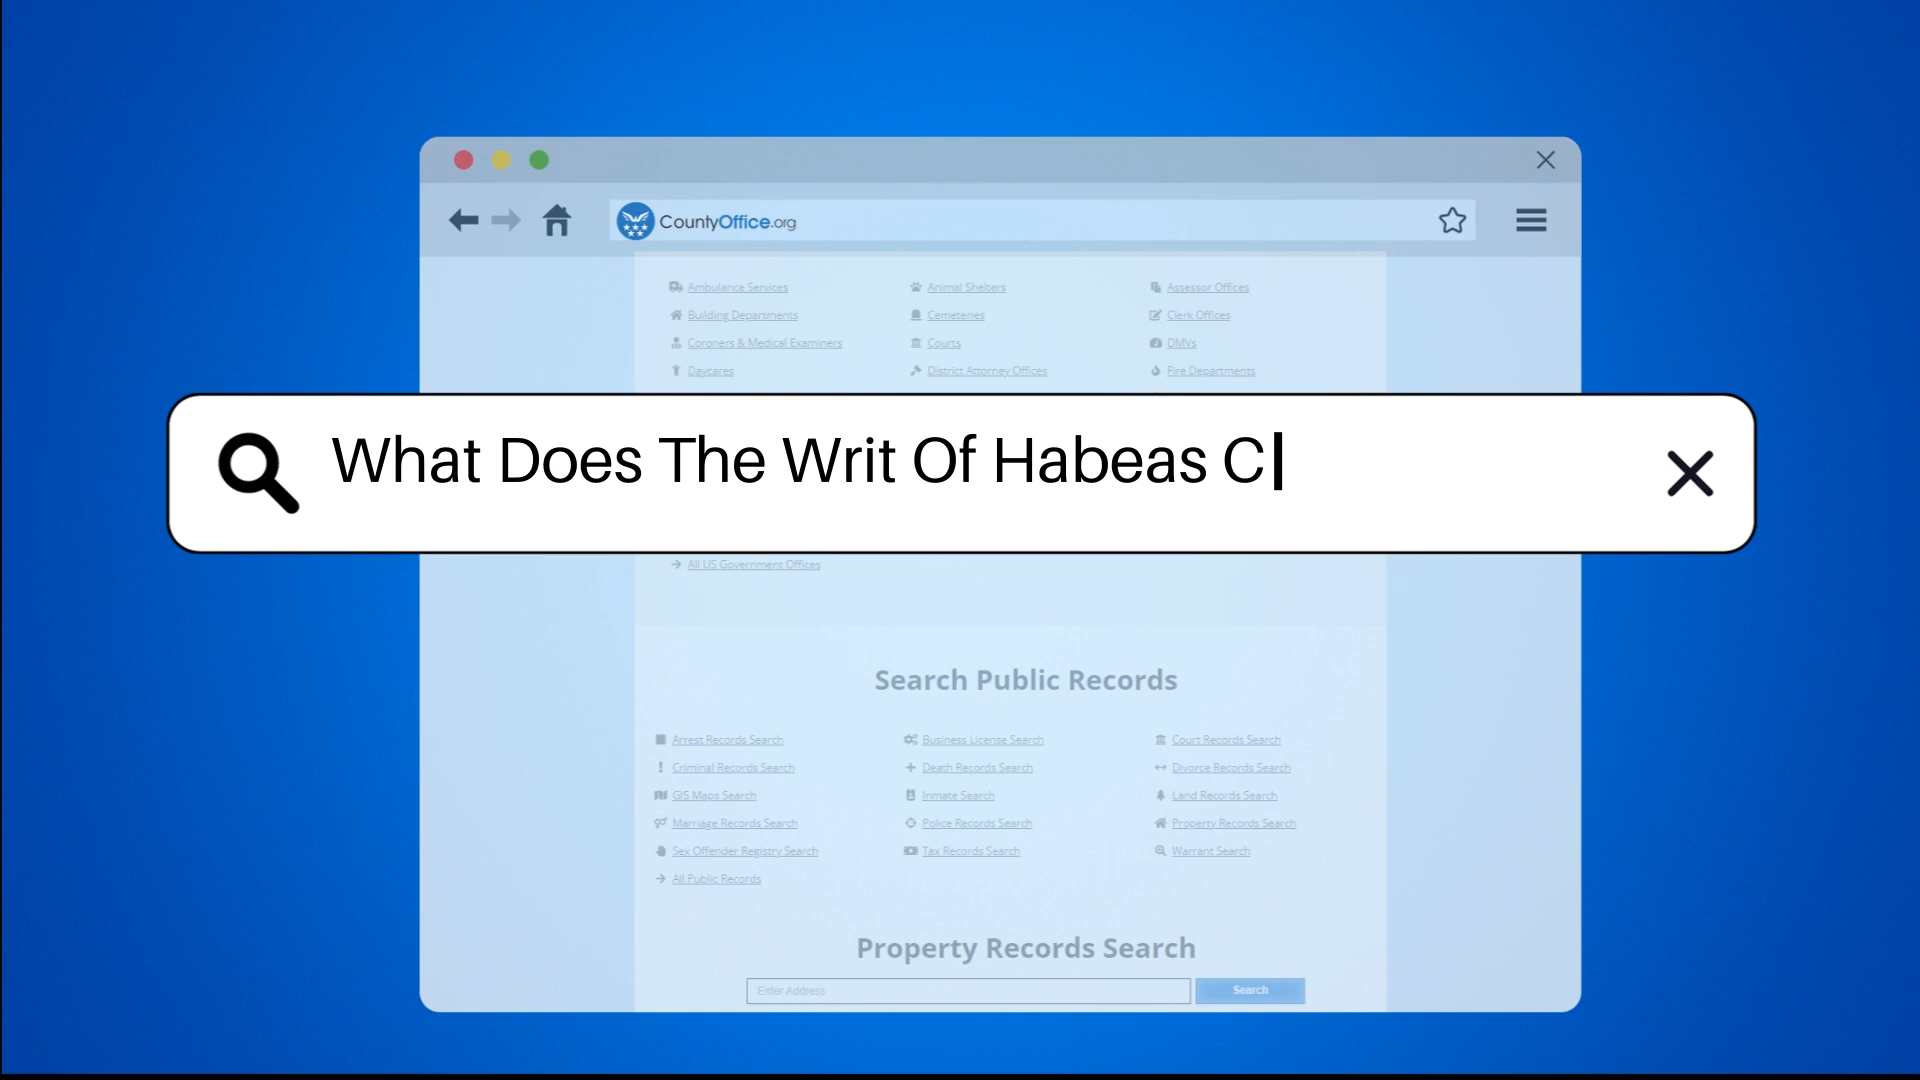 CountyOffice.org
Ambulance Services Animal Shelters Assessor Offices
Building Departments Cemeteries Clerk Offices
Coroners & Medical Examiners Courts DMVs
Daycares District Attorney Offices Fire Departments
What Does The Writ Of Habeas C
All US Government Offices
Search Public Records
Arrest Records Search Business License Search Court Records Search
Criminal Records Search Death Records Search Divorce Records Search
GIS Maps Search Inmate Search Land Records Search
Marriage Records Search Police Records Search Property Records Search
Sex Offender Registry Search Tax Records Search Warrant Search
All Public Records
Property Records Search
Enter Address Search